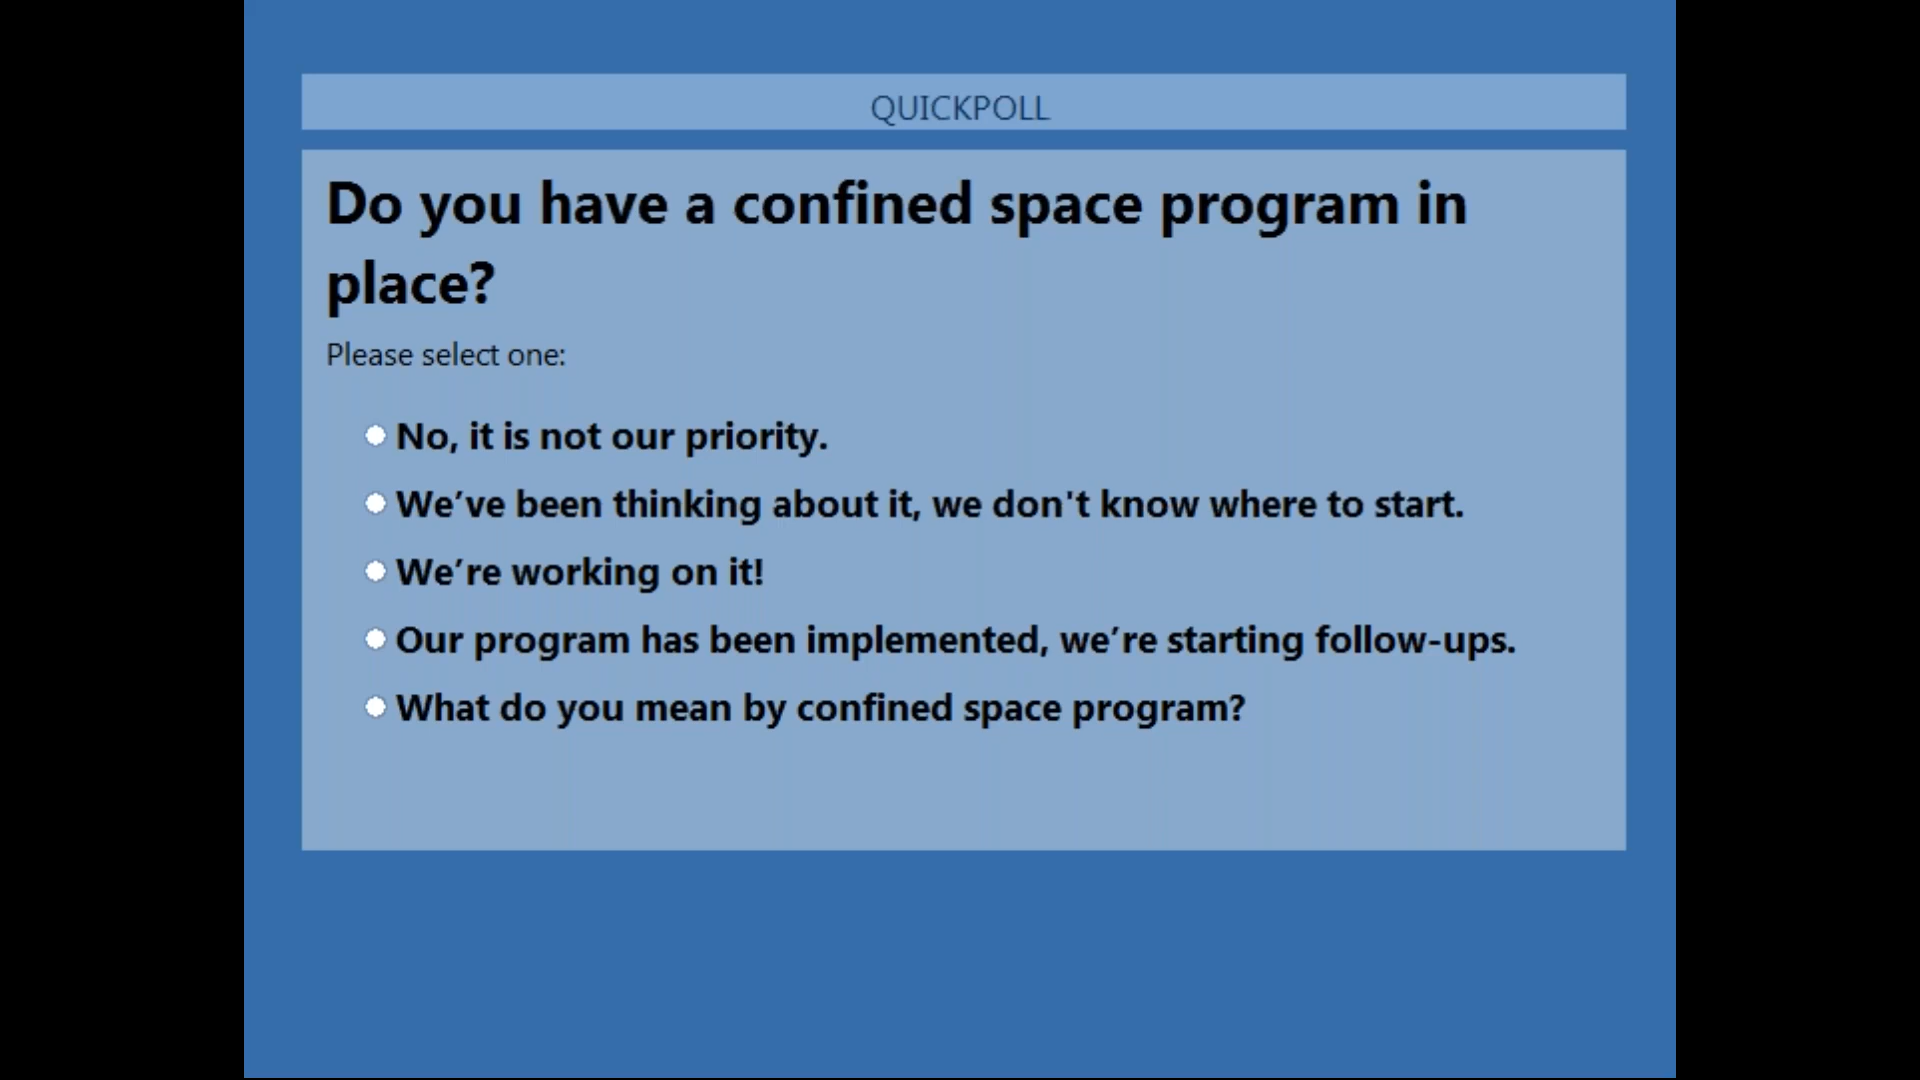 QUICKPOLL
Do you have a confined space program in
place?
Please select one:
No, it is not our priority.
We’ve been thinking about it, we don't know where to start.
We’re working on it!
Our program has been implemented, we’re starting follow-ups.
What do you mean by confined space program?